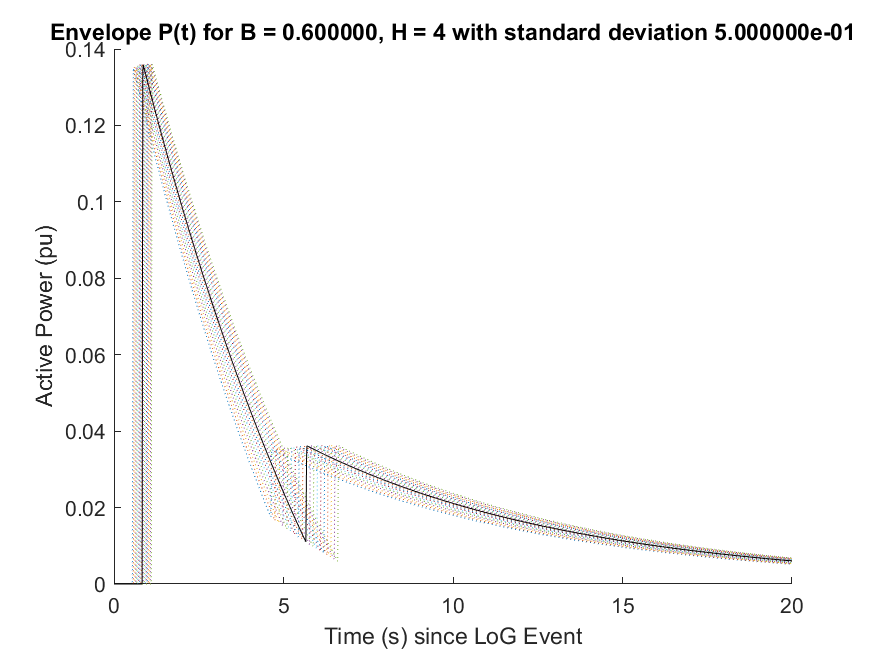 Envelope P(t) for B = 0.600000, H = 4 with standard deviation 5.000000e-01
0.14
0.12
0.1
0.08
0.06
0.04
0.02
0
Active Power (pu)
0 5 10 15 20
Time (s) since LoG Event